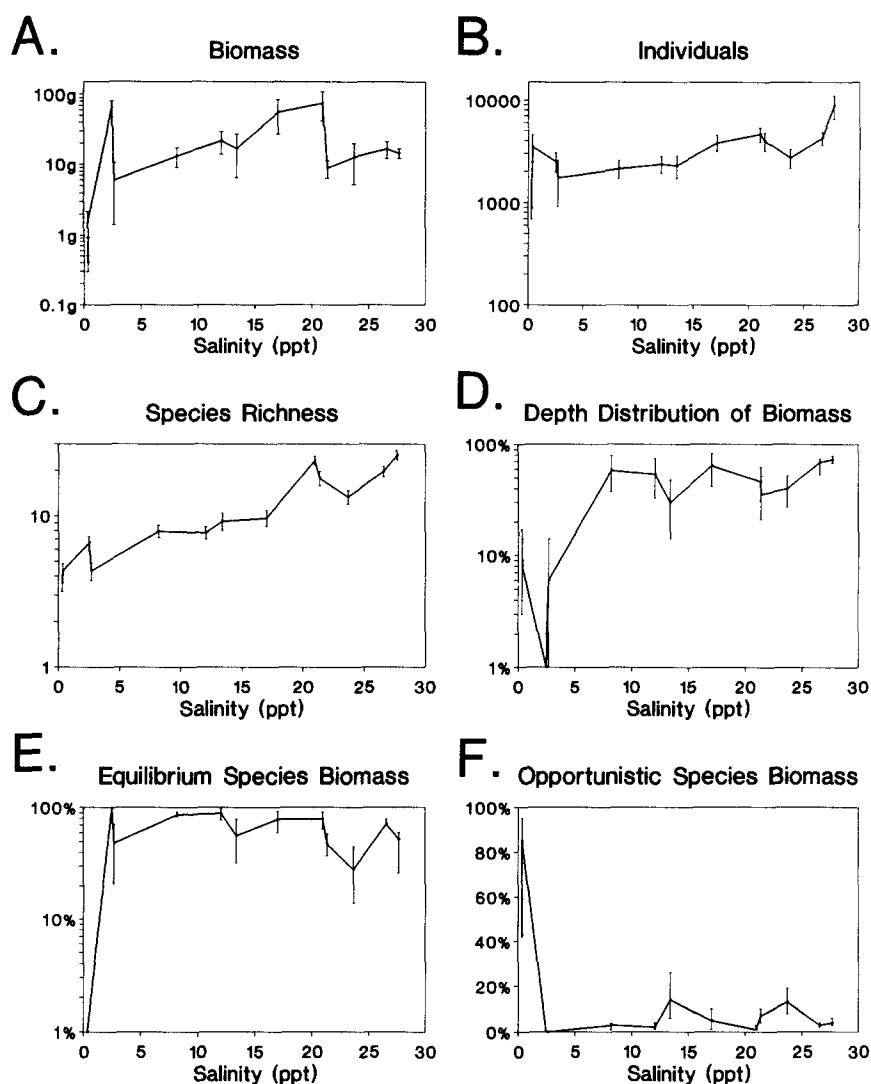 A. Biomass
100g
10g
1g
0.1g
0 5 10 15 20 25 30
Salinity (ppt)
B. Individuals
10000
1000
100
0 5 10 15 20 25 30
Salinity (ppt)
C. Species Richness
10
1
0 5 10 15 20 25 30
Salinity (ppt)
D. Depth Distribution of Biomass
100%
10%
1%
0 5 10 15 20 25 30
Salinity (ppt)
E. Equilibrium Species Biomass
100%
10%
1%
0 5 10 15 20 25 30
Salinity (ppt)
F. Opportunistic Species Biomass
100%
80%
60%
40%
20%
0%
0 5 10 15 20 25 30
Salinity (ppt)